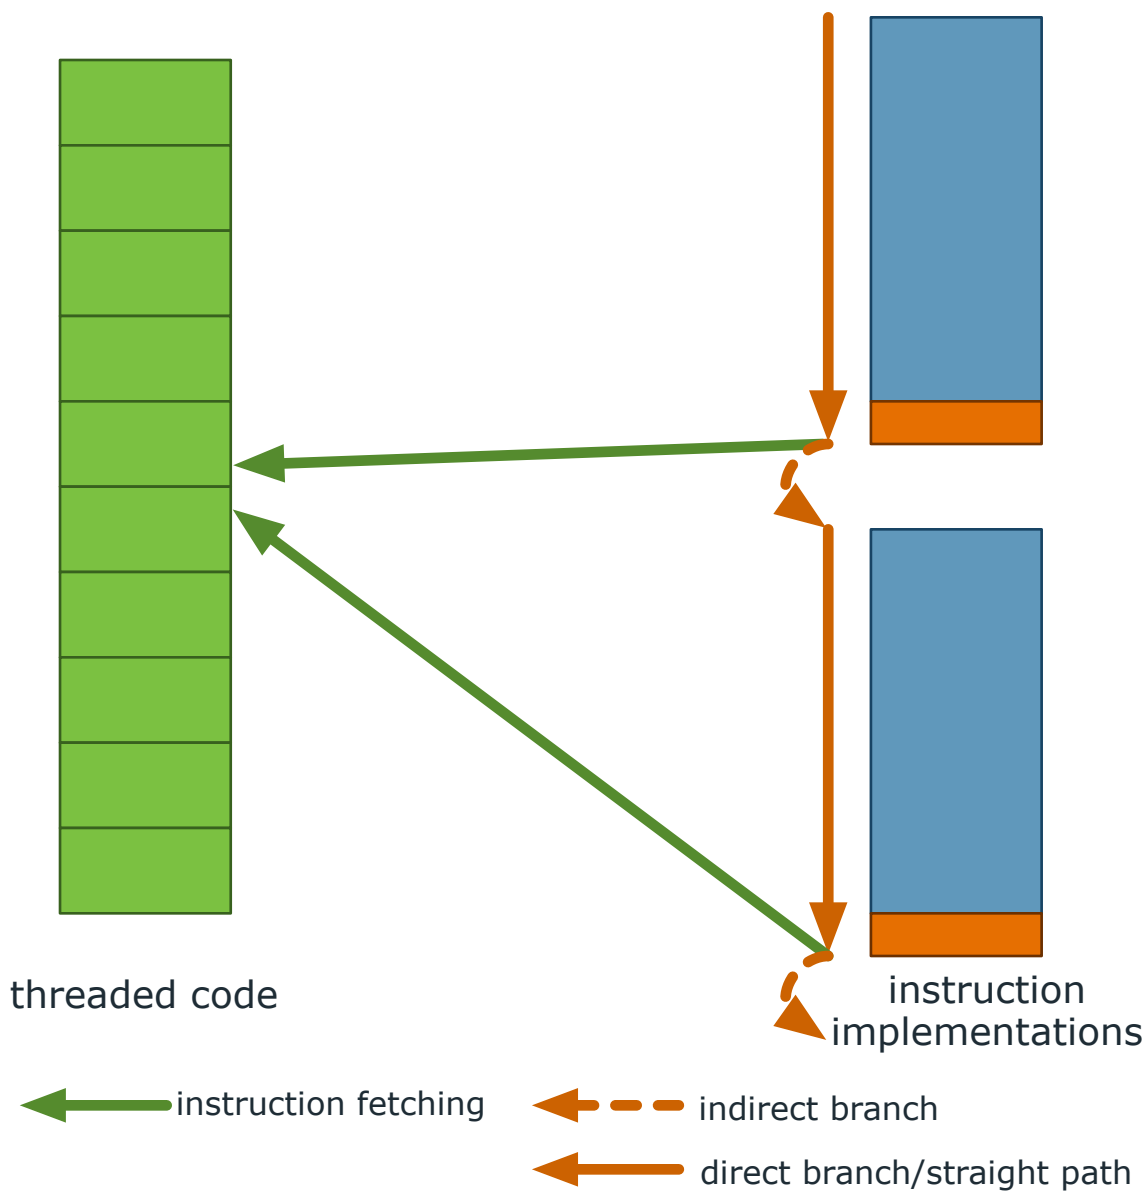 threaded code
instruction
implementations
instruction fetching
indirect branch
direct branch/straight path